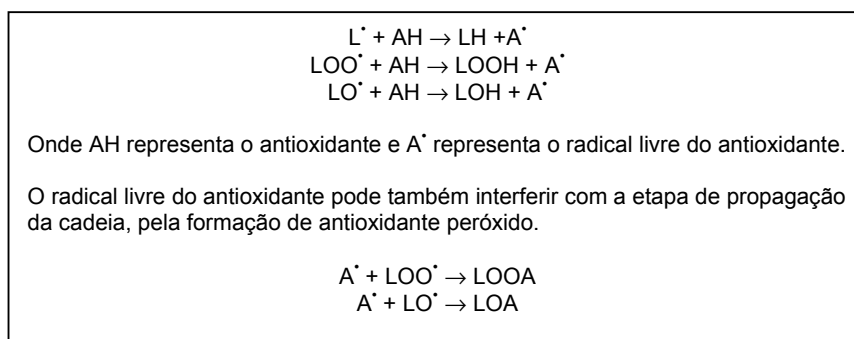 L• + AH → LH +A•
LOO• + AH → LOOH + A•
LO• + AH → LOH + A•
Onde AH representa o antioxidante e A• representa o radical livre do antioxidante.
O radical livre do antioxidante pode também interferir com a etapa de propagação
da cadeia, pela formação de antioxidante peróxido.
A• + LOO• → LOOA
A• + LO• → LOA